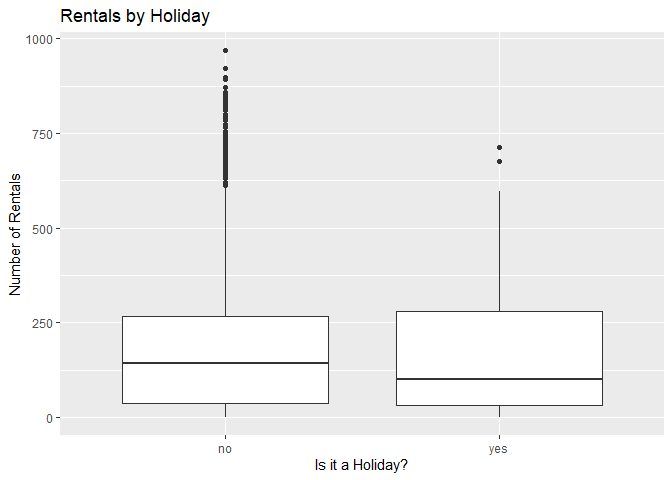 Rentals by Holiday
1000
750
500
250
0
Number of Rentals
no yes
Is it a Holiday?